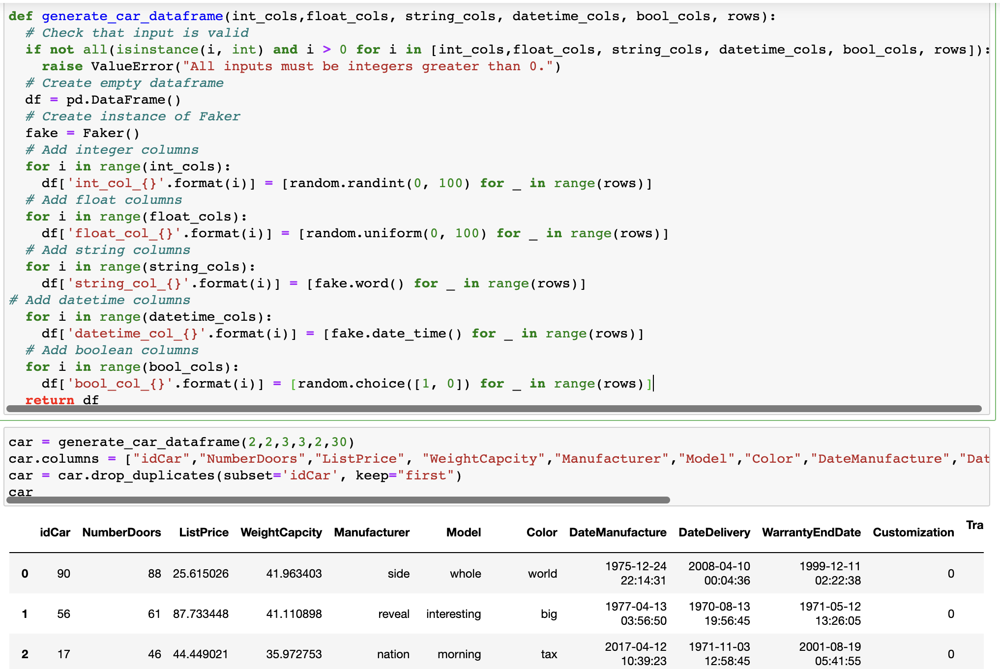 def generate_car_dataframe(int_cols,float_cols, string_cols, datetime_cols, bool_cols, rows):
  # Check that input is valid
  if not all(isinstance(i, int) and i > 0 for i in [int_cols,float_cols, string_cols, datetime_cols, bool_cols, rows]):
    raise ValueError("All inputs must be integers greater than 0.")
  # Create empty dataframe
  df = pd.DataFrame()
  # Create instance of Faker
  fake = Faker()
  # Add integer columns
  for i in range(int_cols):
    df['int_col_{}'.format(i)] = [random.randint(0, 100) for _ in range(rows)]
  # Add float columns
  for i in range(float_cols):
    df['float_col_{}'.format(i)] = [random.uniform(0, 100) for _ in range(rows)]
  # Add string columns
  for i in range(string_cols):
    df['string_col_{}'.format(i)] = [fake.word() for _ in range(rows)]
# Add datetime columns
  for i in range(datetime_cols):
    df['datetime_col_{}'.format(i)] = [fake.date_time() for _ in range(rows)]
  # Add boolean columns
  for i in range(bool_cols):
    df['bool_col_{}'.format(i)] = [random.choice([1, 0]) for _ in range(rows)]
  return df
car = generate_car_dataframe(2,2,3,3,2,30)
car.columns = ["idCar","NumberDoors","ListPrice", "WeightCapcity","Manufacturer","Model","Color","DateManufacture","Dat
car = car.drop_duplicates(subset='idCar', keep="first")
car
idCar NumberDoors ListPrice WeightCapcity Manufacturer Model Color DateManufacture DateDelivery WarrantyEndDate Customization Tra
0 90 88 25.615026 41.963403 side whole world 1975-12-24 22:14:31 2008-04-10 00:04:36 1999-12-11 02:22:38 0
1 56 61 87.733448 41.110898 reveal interesting big 1977-04-13 03:56:50 1970-08-13 19:56:45 1971-05-12 13:26:05 0
2 17 46 44.449021 35.972753 nation morning tax 2017-04-12 10:39:23 1971-11-03 12:58:45 2001-08-19 05:41:55 0